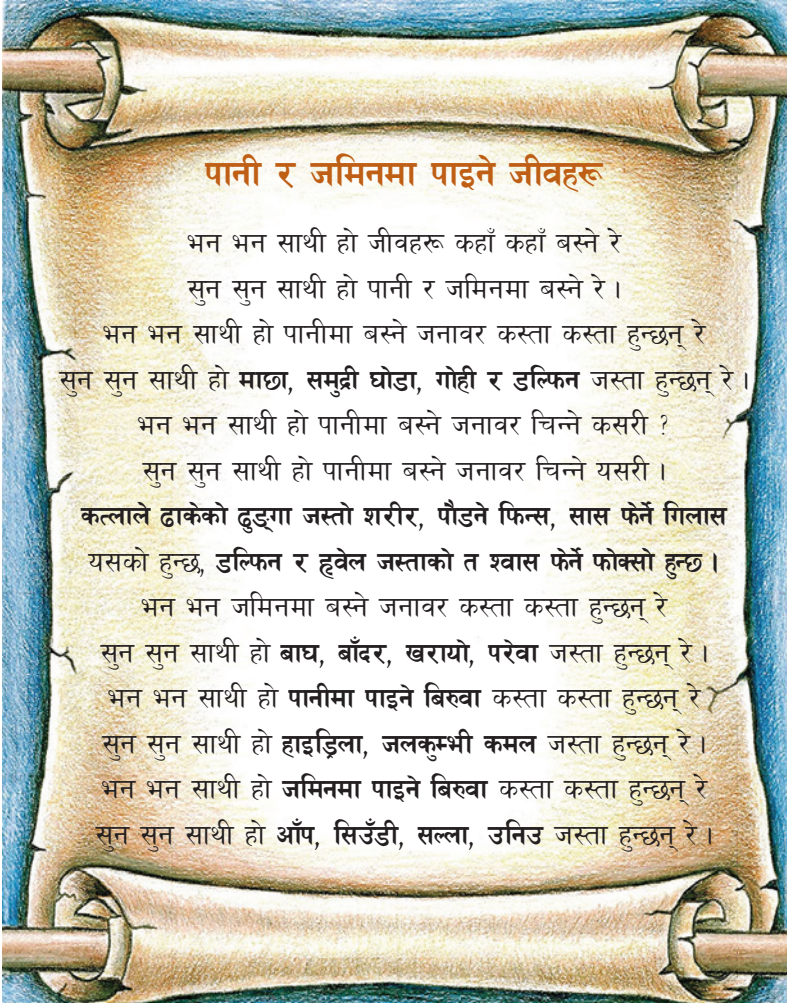 पानी र जमिनमा पाइने जीवहरू
भन भन साथी हो जीवहरू कहाँ कहाँ बस्ने रे
सुन सुन साथी हो पानी र जमिनमा बस्ने रे ।
भन भन साथी हो पानीमा बस्ने जनावर कस्ता कस्ता हुन्छन् रे
सुन सुन साथी हो माछा, समुद्री घोडा, गोही र डल्फिन जस्ता हुन्छन् रे ।
भन भन साथी हो पानीमा बस्ने जनावर चिन्ने कसरी ?
सुन सुन साथी हो पानीमा बस्ने जनावर चिन्ने यसरी ।
कत्लाले ढाकेको ढुङ्गा जस्तो शरीर, पौडने फिन्स, सास फेर्ने गिलास
यसको हुन्छ, डल्फिन र ह्वेल जस्ताको त श्वास फेर्ने फोक्सो हुन्छ ।
भन भन जमिनमा बस्ने जनावर कस्ता कस्ता हुन्छन् रे
सुन सुन साथी हो बाघ, बाँदर, खरायो, परेवा जस्ता हुन्छन् रे ।
भन भन साथी हो पानीमा पाइने बिरुवा कस्ता कस्ता हुन्छन् रे ?
सुन सुन साथी हो हाइड्रिला, जलकुम्भी कमल जस्ता हुन्छन् रे ।
भन भन साथी हो जमिनमा पाइने बिरुवा कस्ता कस्ता हुन्छन् रे
सुन सुन साथी हो आँप, सिउँडी, सल्ला, उनिउ जस्ता हुन्छन् रे ।